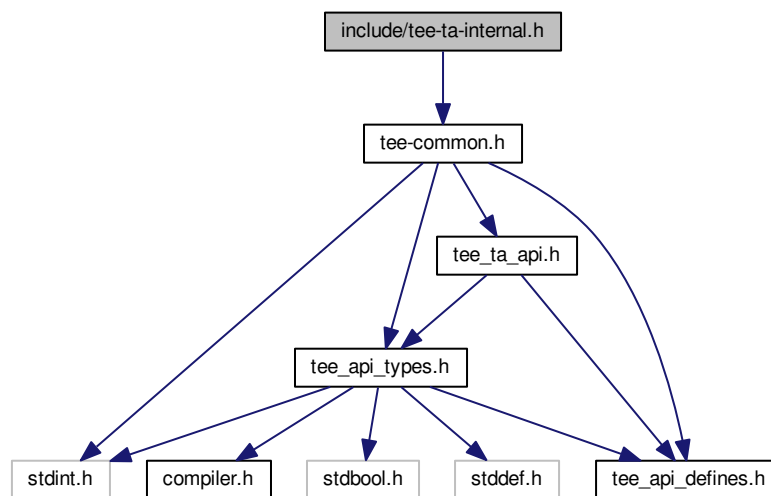 include/tee-ta-internal.h
tee-common.h
tee_ta_api.h
tee_api_types.h
stdint.h
compiler.h
stdbool.h
stddef.h
tee_api_defines.h